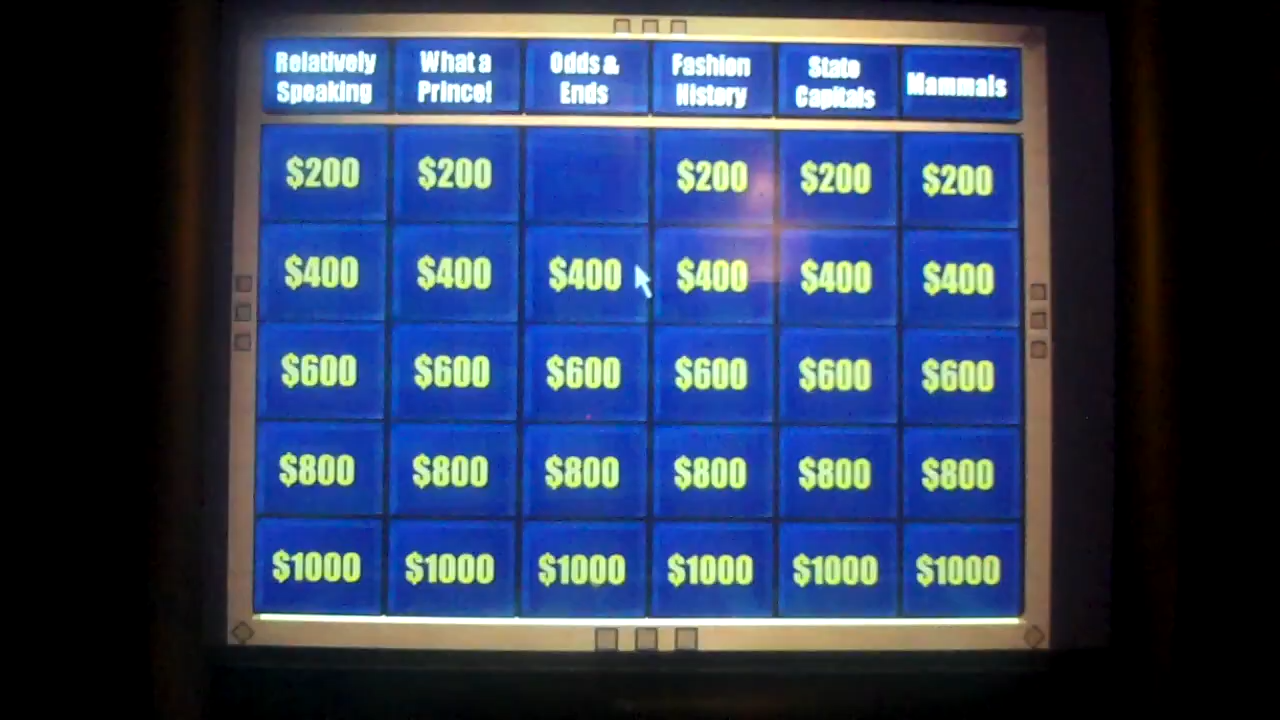 Relatively Speaking
What a Prince!
Odds & Ends
Fashion History
State Capitals
Mammals
$200 $200 $200 $200 $200
$400 $400 $400 $400 $400 $400
$600 $600 $600 $600 $600 $600
$800 $800 $800 $800 $800 $800
$1000 $1000 $1000 $1000 $1000 $1000